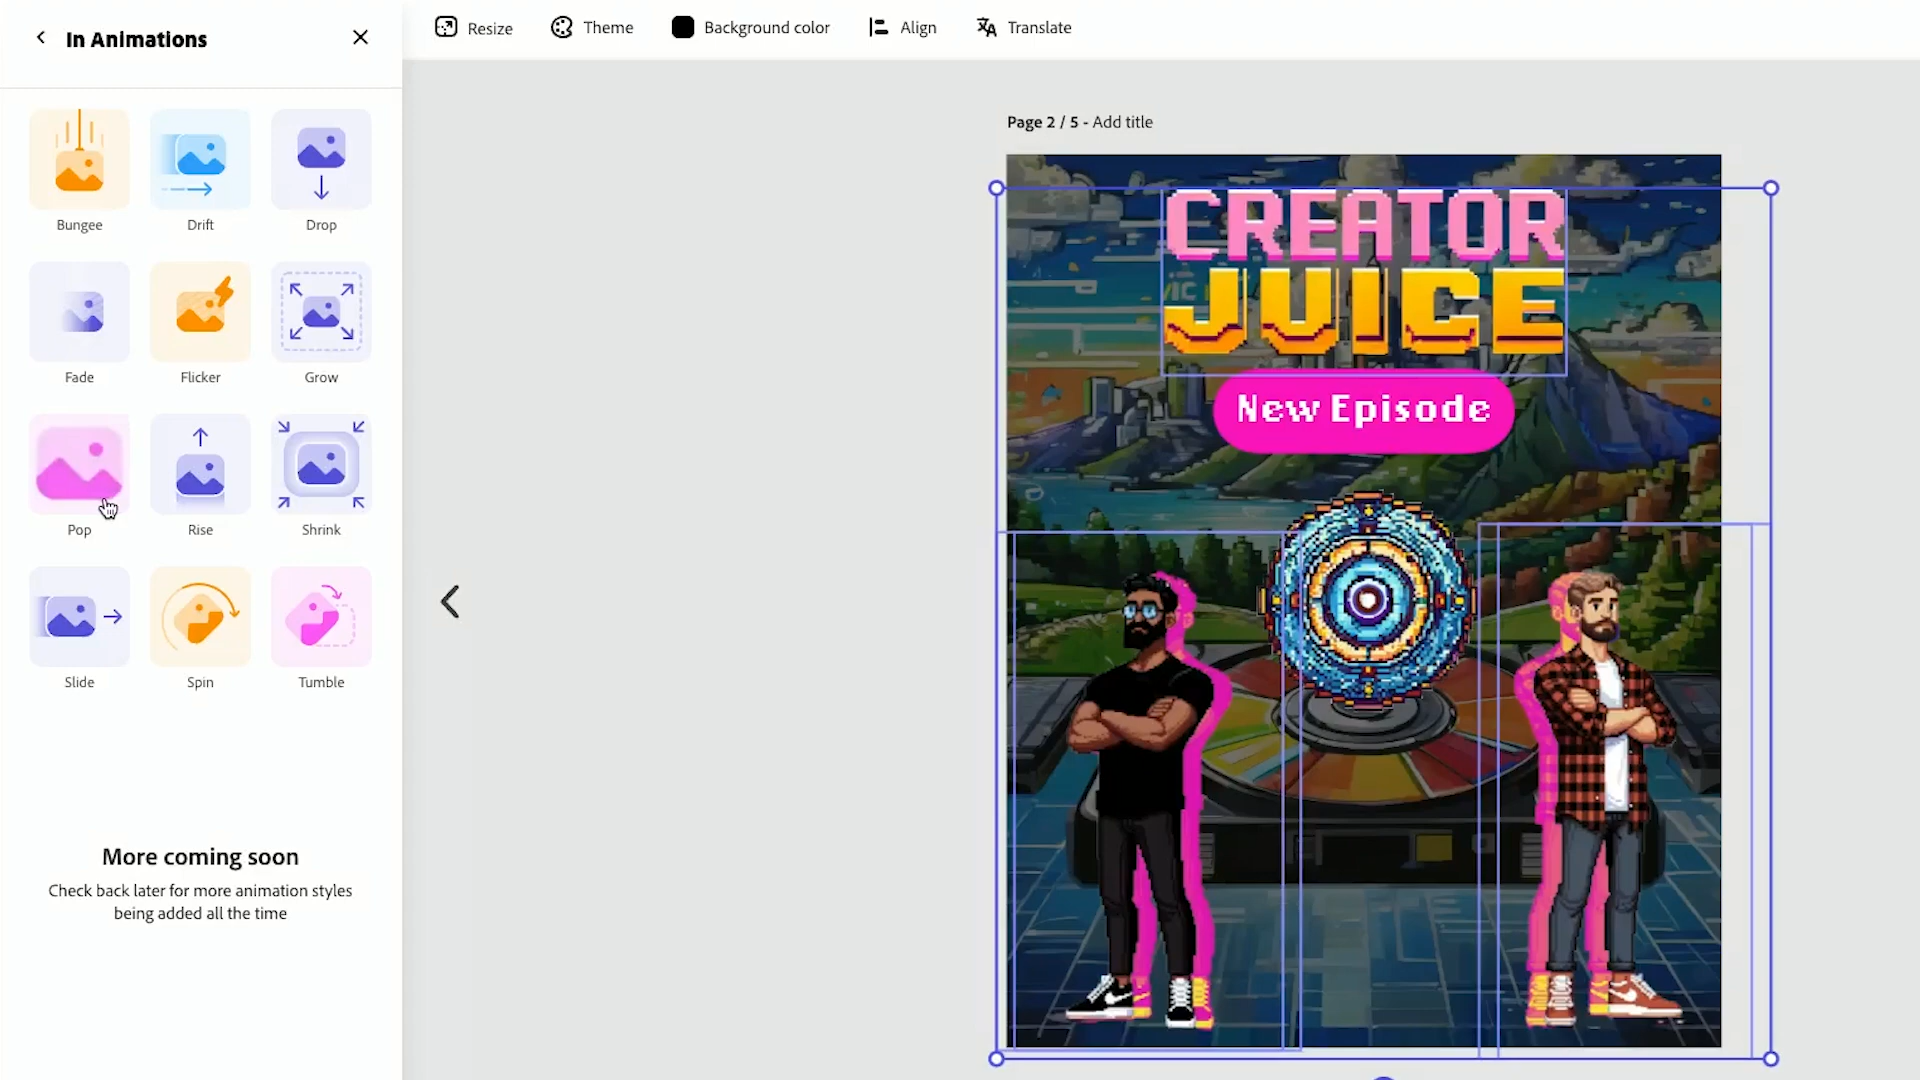 In Animations
Resize
Theme
Background color
Align
Translate
Bungee
Drift
Drop
Fade
Flicker
Grow
Pop
Rise
Shrink
Slide
Spin
Tumble
More coming soon
Check back later for more animation styles
being added all the time
Page 2 / 5 - Add title
CREATOR
JUICE
New Episode